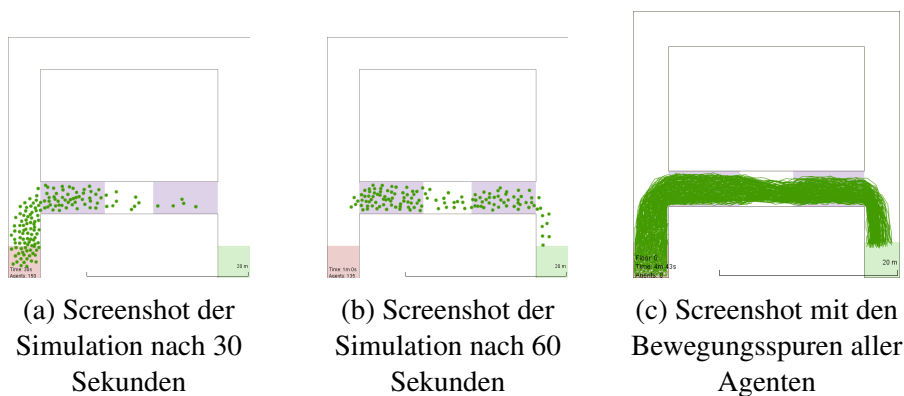 Time: 30s
Agents: 150
20 m
Time: 1m 0s
Agents: 135
20 m
Floor: 0
Time: 4m 43s
Agents: 0
20 m
(a) Screenshot der
Simulation nach 30
Sekunden
(b) Screenshot der
Simulation nach 60
Sekunden
(c) Screenshot mit den
Bewegungsspuren aller
Agenten